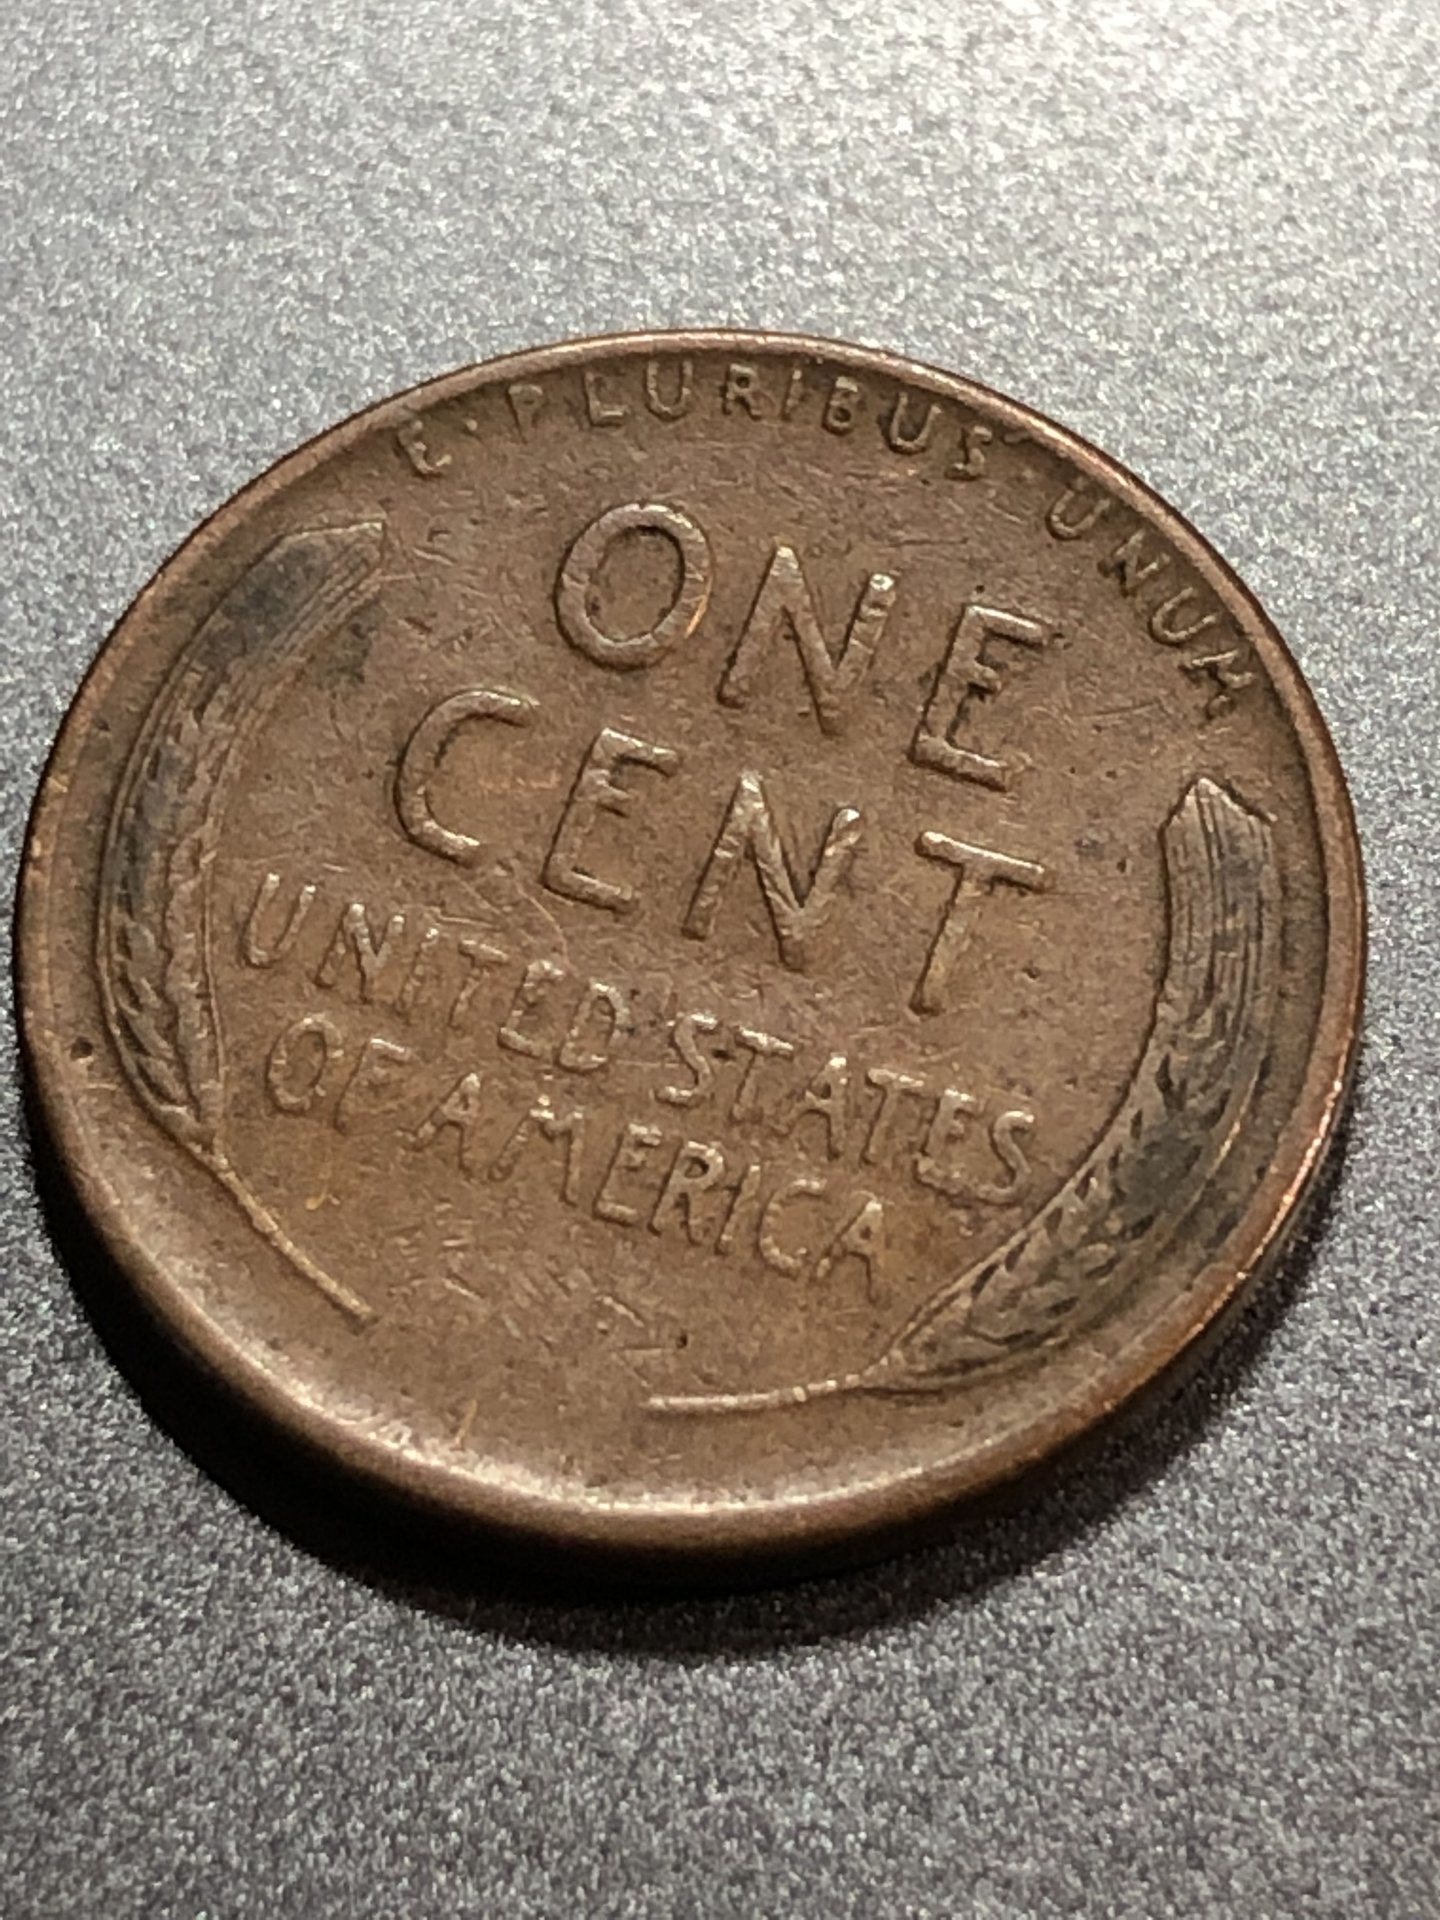 E·PLURIBUS·UNUM
ONE
CENT
UNITED STATES
OF AMERICA